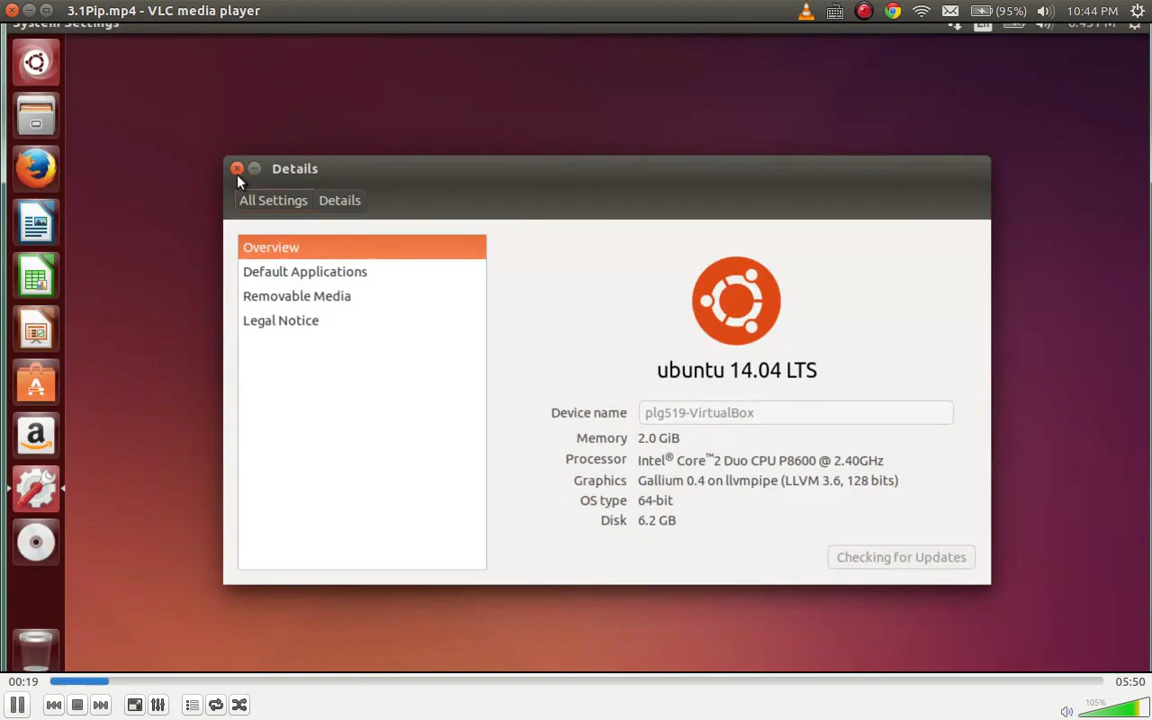 3.1Pip.mp4 - VLC media player
(95%)
10:44 PM
System Settings
Details
All Settings
Details
Overview
Default Applications
Removable Media
Legal Notice
ubuntu 14.04 LTS
Device name plg519-VirtualBox
Memory 2.0 GiB
Processor Intel® Core™2 Duo CPU P8600 @ 2.40GHz
Graphics Gallium 0.4 on llvmpipe (LLVM 3.6, 128 bits)
OS type 64-bit
Disk 6.2 GB
Checking for Updates
00:19
05:50
105%